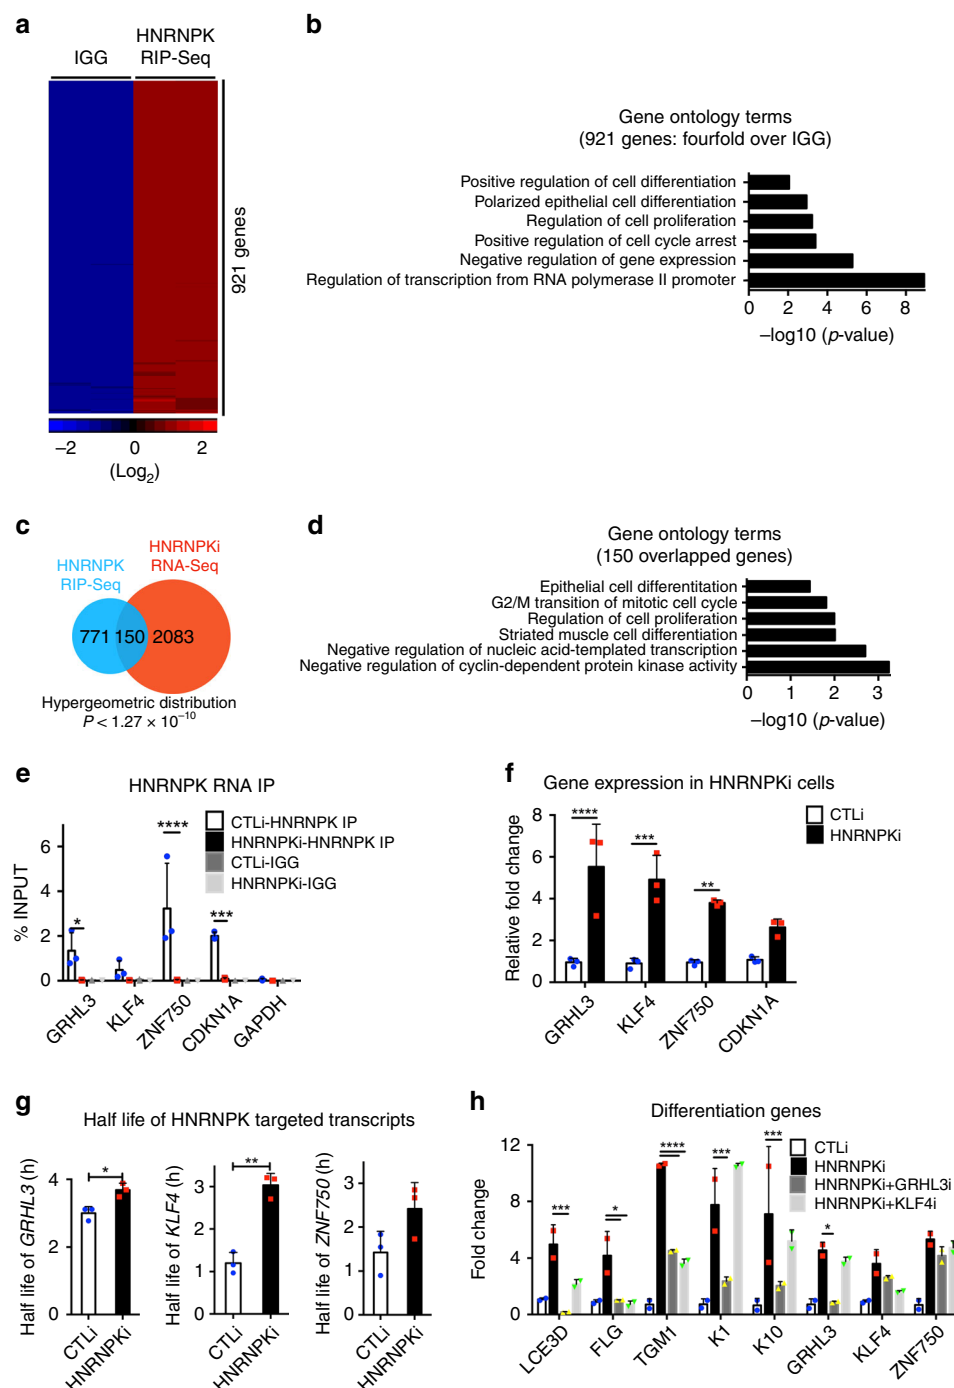 a
IGG
HNRNPK
RIP-Seq
921 genes
−2 0 2
(Log2)
b
Gene ontology terms
(921 genes: fourfold over IGG)
Positive regulation of cell differentiation
Polarized epithelial cell differentiation
Regulation of cell proliferation
Positive regulation of cell cycle arrest
Negative regulation of gene expression
Regulation of transcription from RNA polymerase II promoter
0 2 4 6 8
−log10 (p-value)
c
HNRNPK
RIP-Seq
HNRNPKi
RNA-Seq
771 150 2083
Hypergeometric distribution
P < 1.27 × 10−10
d
Gene ontology terms
(150 overlapped genes)
Epithelial cell differentitation
G2/M transition of mitotic cell cycle
Regulation of cell proliferation
Striated muscle cell differentiation
Negative regulation of nucleic acid-templated transcription
Negative regulation of cyclin-dependent protein kinase activity
0 1 2 3
−log10 (p-value)
e
HNRNPK RNA IP
CTLi-HNRNPK IP
HNRNPKi-HNRNPK IP
CTLi-IGG
HNRNPKi-IGG
% INPUT
6
4
2
0
*
****
***
GRHL3
KLF4
ZNF750
CDKN1A
GAPDH
f
Gene expression in HNRNPKi cells
CTLi
HNRNPKi
Relative fold change
8
6
4
2
0
****
***
**
GRHL3
KLF4
ZNF750
CDKN1A
g
Half life of HNRNPK targeted transcripts
Half life of GRHL3 (h)
4
2
0
*
CTLi
HNRNPKi
Half life of KLF4 (h)
4
3
2
1
0
**
CTLi
HNRNPKi
Half life of ZNF750 (h)
3
2
1
0
CTLi
HNRNPKi
h
Differentiation genes
CTLi
HNRNPKi
HNRNPKi+GRHL3i
HNRNPKi+KLF4i
Fold change
12
8
4
0
***
*
****
***
***
*
LCE3D
FLG
TGM1
K1
K10
GRHL3
KLF4
ZNF750